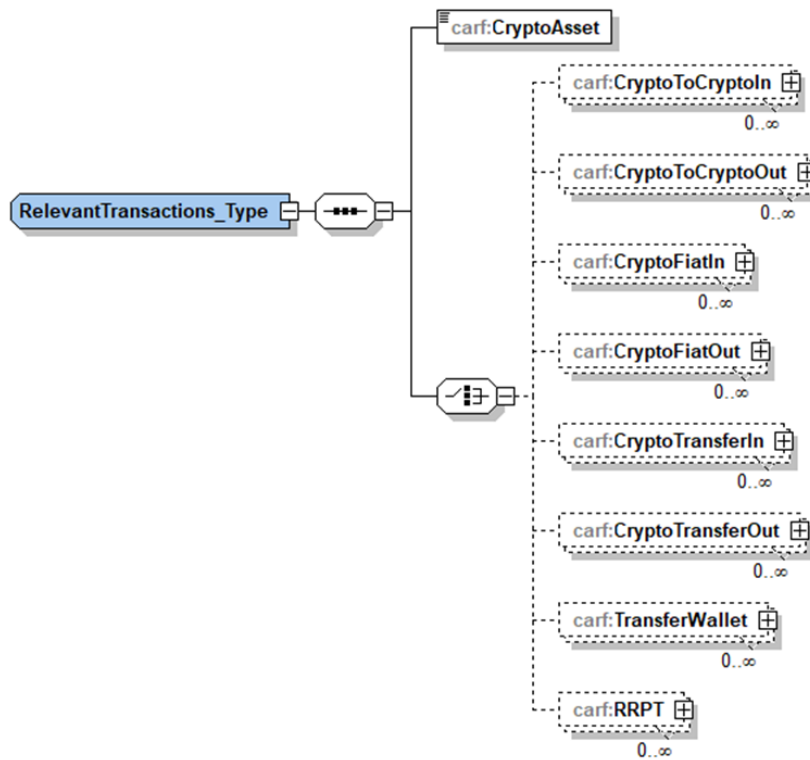 carf:CryptoAsset
carf:CryptoToCryptoIn
0..∞
carf:CryptoToCryptoOut
0..∞
RelevantTransactions_Type
carf:CryptoFiatIn
0..∞
carf:CryptoFiatOut
0..∞
carf:CryptoTransferIn
0..∞
carf:CryptoTransferOut
0..∞
carf:TransferWallet
0..∞
carf:RRPT
0..∞